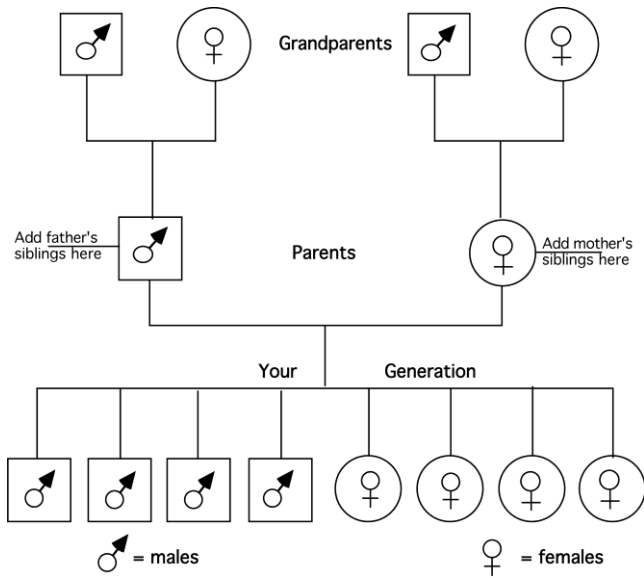 Grandparents
Add father's
siblings here
Parents
Add mother's
siblings here
Your Generation
= males
= females